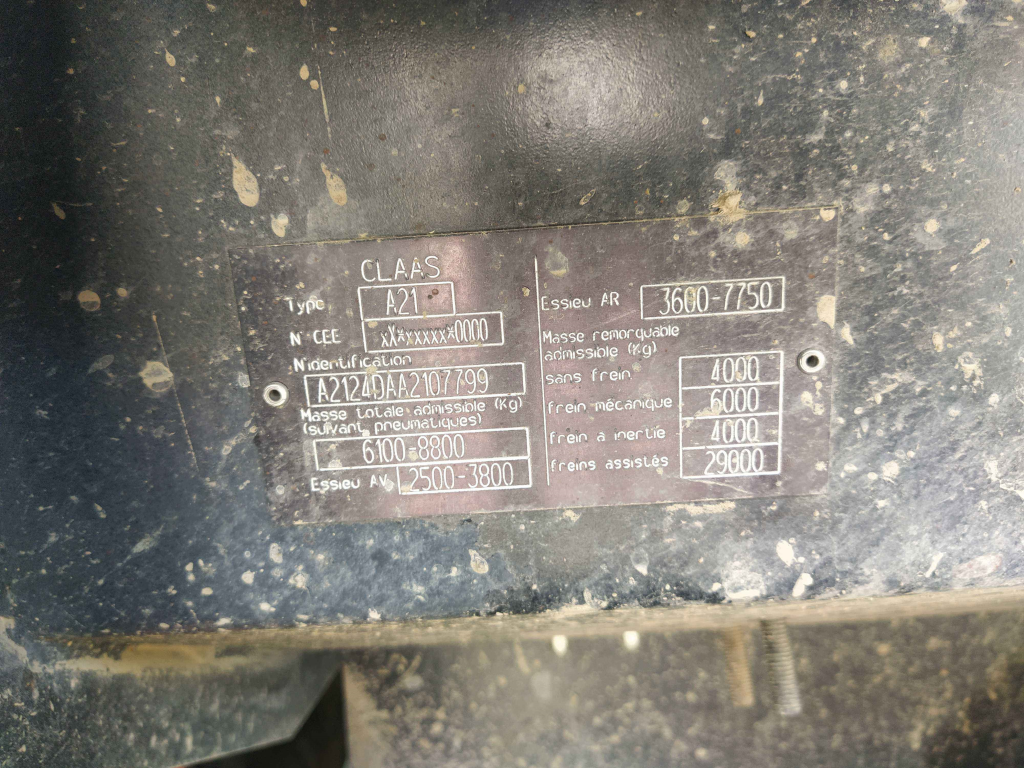 CLAAS
Type A21
N° CEE xX*xxxxx*0000
N°identification
A2124DAA2107799
Masse totale admissible (Kg)
(suivant pneumatiques)
6100-8800
Essieu AV 2500-3800
Essieu AR 3600-7750
Masse remorquable
admissible (Kg)
sans frein 4000
frein mécanique 6000
frein à inertie 4000
freins assistés 29000